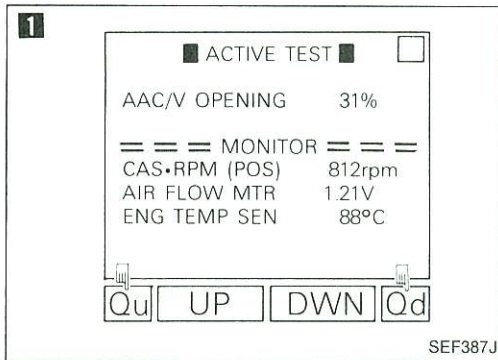 1
■ ACTIVE TEST ■
AAC/V OPENING 31%
= = = MONITOR = = =
CAS•RPM (POS) 812rpm
AIR FLOW MTR 1.21V
ENG TEMP SEN 88°C
Qu UP DWN Qd
SEF387J